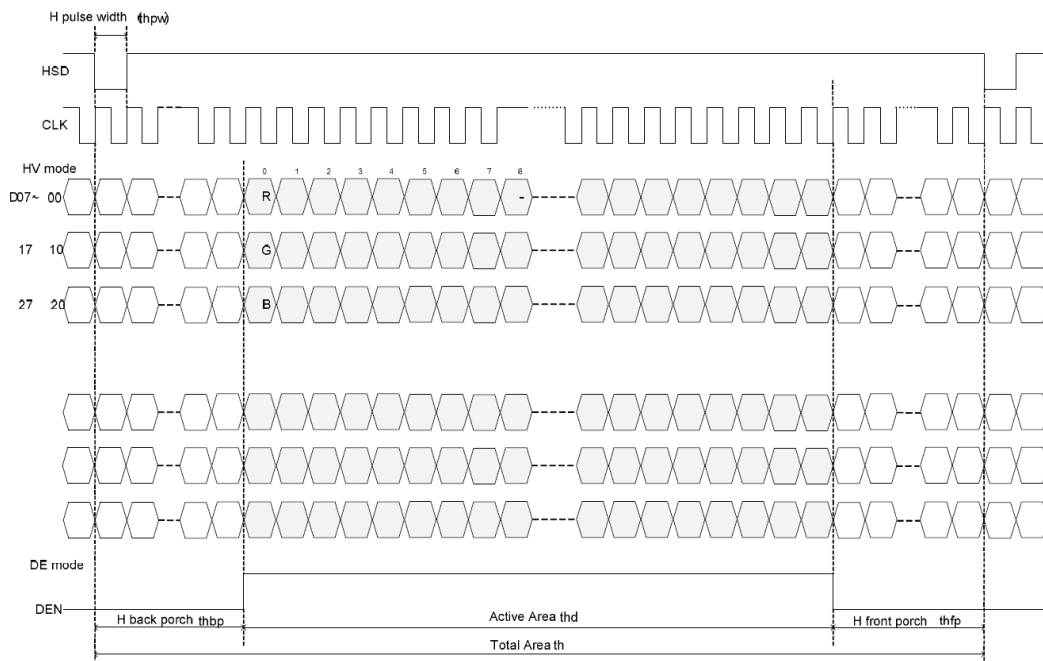 H pulse width (thpw)
HSD
CLK
HV mode
0 1 2 3 4 5 6 7 8
D07~ 00 R -
17 10 G
27 20 B
DE mode
DEN
H back porch thbp Active Area thd H front porch thfp
Total Area th